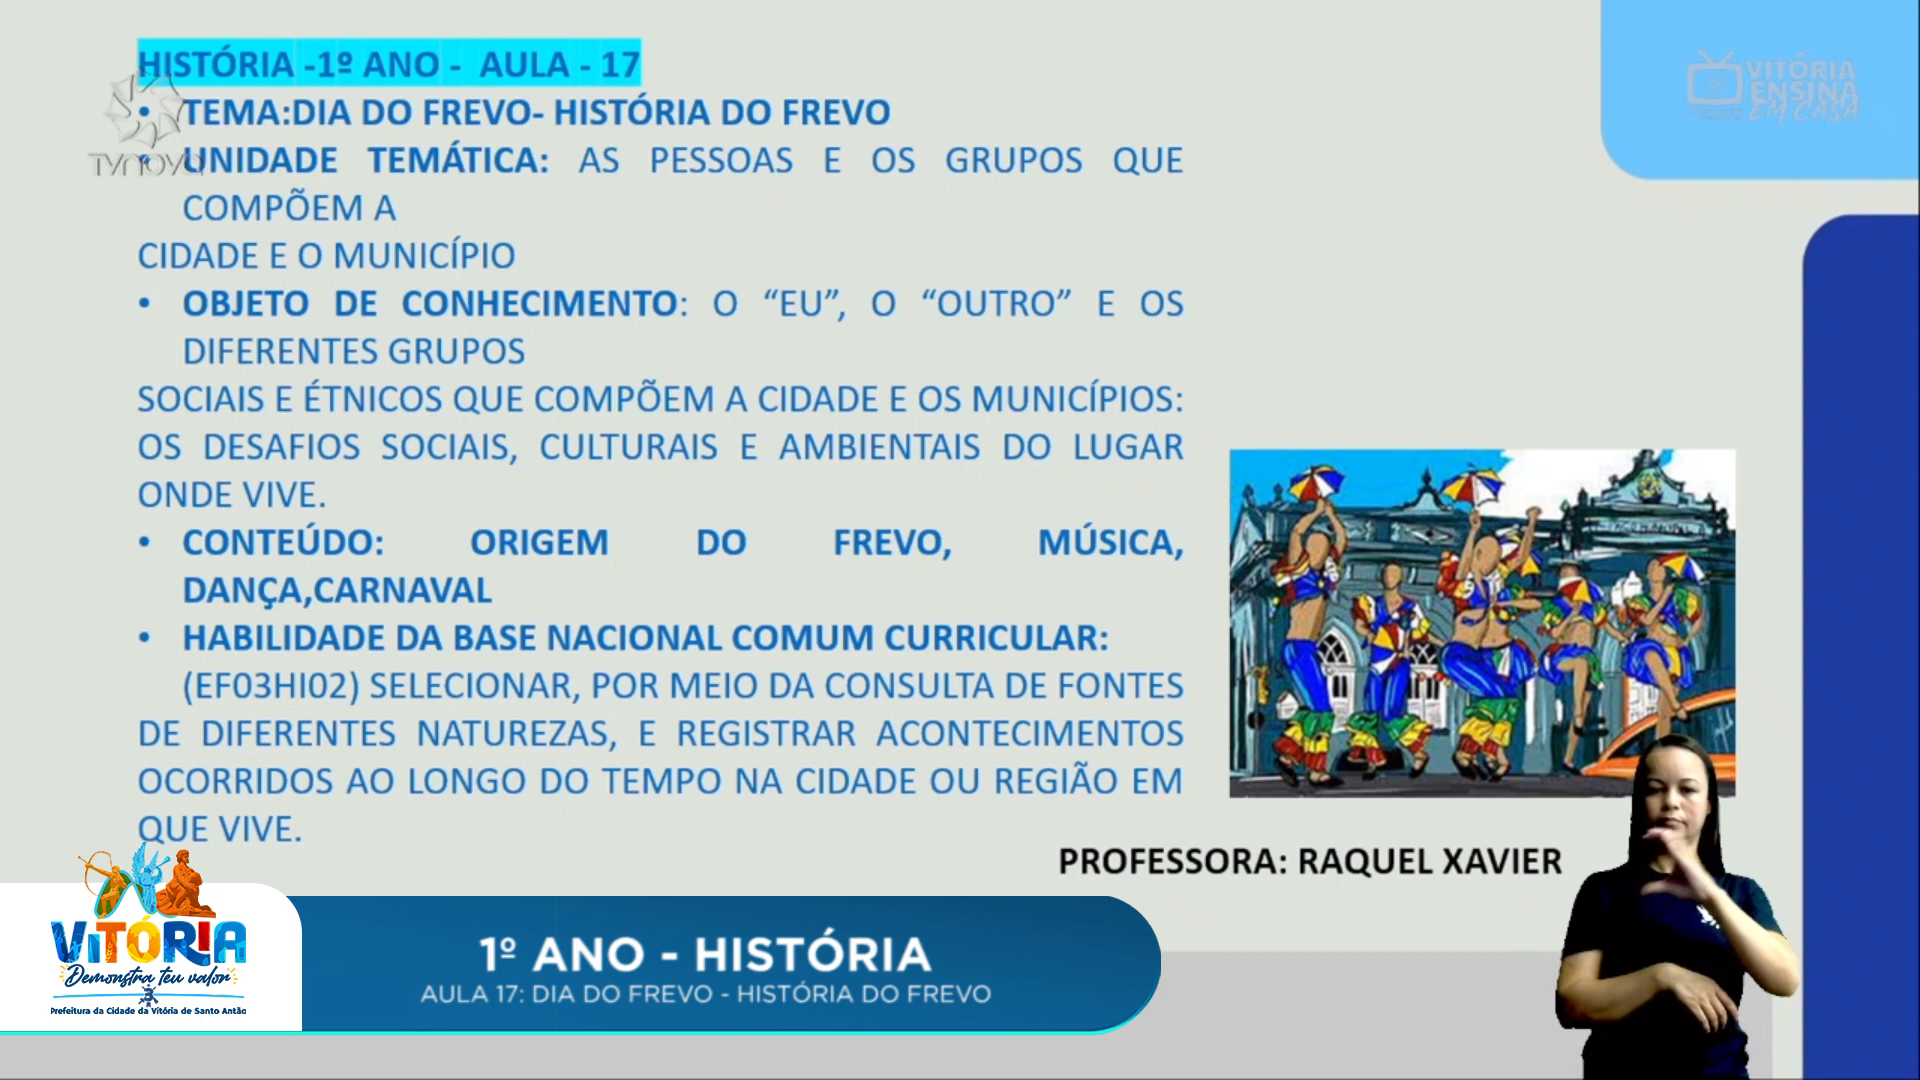 HISTÓRIA -1º ANO - AULA - 17
• TEMA:DIA DO FREVO- HISTÓRIA DO FREVO
• UNIDADE TEMÁTICA: AS PESSOAS E OS GRUPOS QUE
COMPÕEM A
CIDADE E O MUNICÍPIO
• OBJETO DE CONHECIMENTO: O “EU”, O “OUTRO” E OS
DIFERENTES GRUPOS
SOCIAIS E ÉTNICOS QUE COMPÕEM A CIDADE E OS MUNICÍPIOS:
OS DESAFIOS SOCIAIS, CULTURAIS E AMBIENTAIS DO LUGAR
ONDE VIVE.
• CONTEÚDO: ORIGEM DO FREVO, MÚSICA,
DANÇA,CARNAVAL
• HABILIDADE DA BASE NACIONAL COMUM CURRICULAR:
(EF03HI02) SELECIONAR, POR MEIO DA CONSULTA DE FONTES
DE DIFERENTES NATUREZAS, E REGISTRAR ACONTECIMENTOS
OCORRIDOS AO LONGO DO TEMPO NA CIDADE OU REGIÃO EM
QUE VIVE.
TVNOVA
VITÓRIA
ENSINA
EM CASA
PROFESSORA: RAQUEL XAVIER
VITÓRIA
Demonstra teu valor
Prefeitura da Cidade da Vitória de Santo Antão
1º ANO - HISTÓRIA
AULA 17: DIA DO FREVO - HISTÓRIA DO FREVO